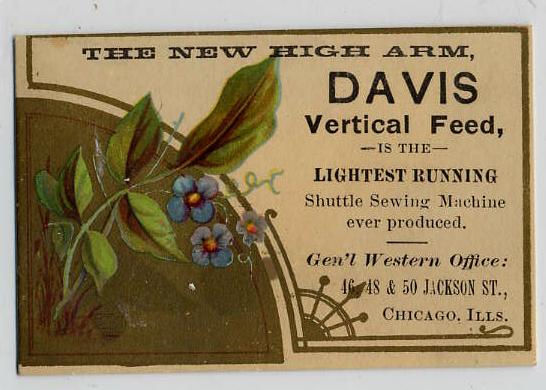 THE NEW HIGH ARM,
DAVIS
Vertical Feed,
—IS THE—
LIGHTEST RUNNING
Shuttle Sewing Machine
ever produced.
Gen'l Western Office:
46, 48 & 50 JACKSON ST.,
CHICAGO, ILLS.